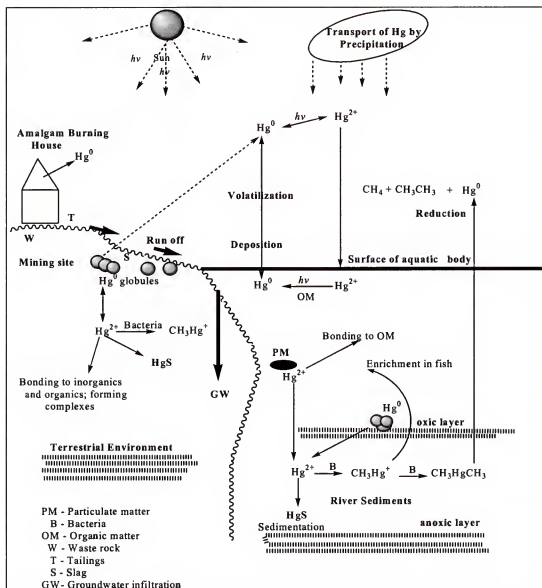 Sun
hν
hν
hν
Transport of Hg by
Precipitation
Hg⁰
hν
Hg²⁺
Amalgam Burning
House
Hg⁰
CH₄ + CH₃CH₃ + Hg⁰
Volatilization
Reduction
T
W
Run off
Deposition
S
Mining site
Surface of aquatic body
Hg⁰ globules
Hg⁰
hν
OM
Hg²⁺
Hg²⁺
Bacteria
CH₃Hg⁺
HgS
Bonding to OM
PM
Hg²⁺
Enrichment in fish
GW
Bonding to inorganics
and organics; forming
complexes
Hg⁰
oxic layer
Terrestrial Environment
Hg²⁺
B
CH₃Hg⁺
B
CH₃HgCH₃
River Sediments
HgS
Sedimentation
anoxic layer
PM - Particulate matter
B - Bacteria
OM - Organic matter
W - Waste rock
T - Tailings
S - Slag
GW- Groundwater infiltration